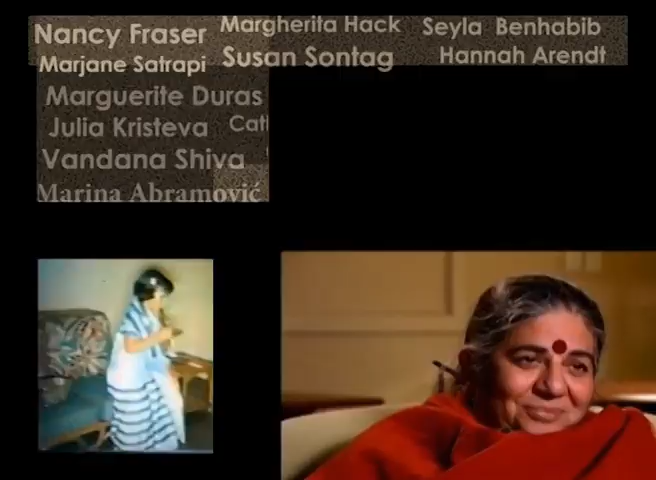 Nancy Fraser Margherita Hack Seyla Benhabib
Marjane Satrapi Susan Sontag Hannah Arendt
Marguerite Duras
Julia Kristeva
Vandana Shiva
Marina Abramović